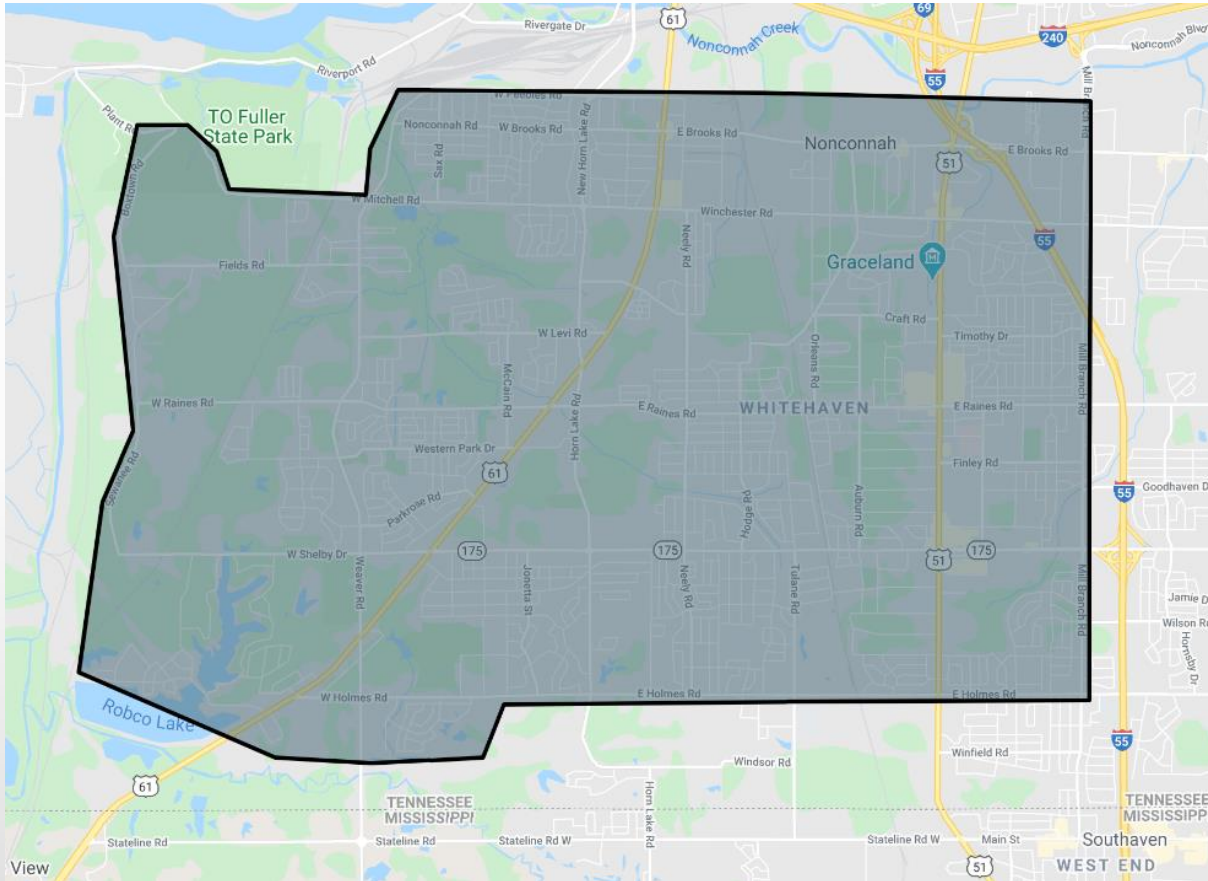 61
69
240
Rivergate Dr
Nonconnah Creek
Nonconnah Blvd
Riverport Rd
55
Mill Branch Rd
TO Fuller
State Park
Plant Rd
W Peebles Rd
Nonconnah Rd
W Brooks Rd
New Horn Lake Rd
E Brooks Rd
Nonconnah
51
E Brooks Rd
Sax Rd
Boxtown Rd
W Mitchell Rd
Winchester Rd
Neely Rd
55
Fields Rd
Graceland
Craft Rd
W Levi Rd
Timothy Dr
Orleans Rd
McCain Rd
Mill Branch Rd
Horn Lake Rd
W Raines Rd
E Raines Rd
WHITEHAVEN
E Raines Rd
Western Park Dr
61
Finley Rd
Sewanee Rd
Goodhaven D
55
Parkrose Rd
Hodge Rd
Auburn Rd
W Shelby Dr
175
175
51
175
Weaver Rd
Jonetta St
Neely Rd
Tulane Rd
Mill Branch Rd
Jamie D
Wilson Rd
Hornsby Dr
W Holmes Rd
E Holmes Rd
E Holmes Rd
Robco Lake
55
Winfield Rd
Windsor Rd
61
Horn Lake Rd
TENNESSEE
MISSISSIPPI
TENNESSEE
MISSISSIPP
Stateline Rd
Stateline Rd
Stateline Rd W
Stateline Rd W
Main St
Southaven
View
51
WEST END